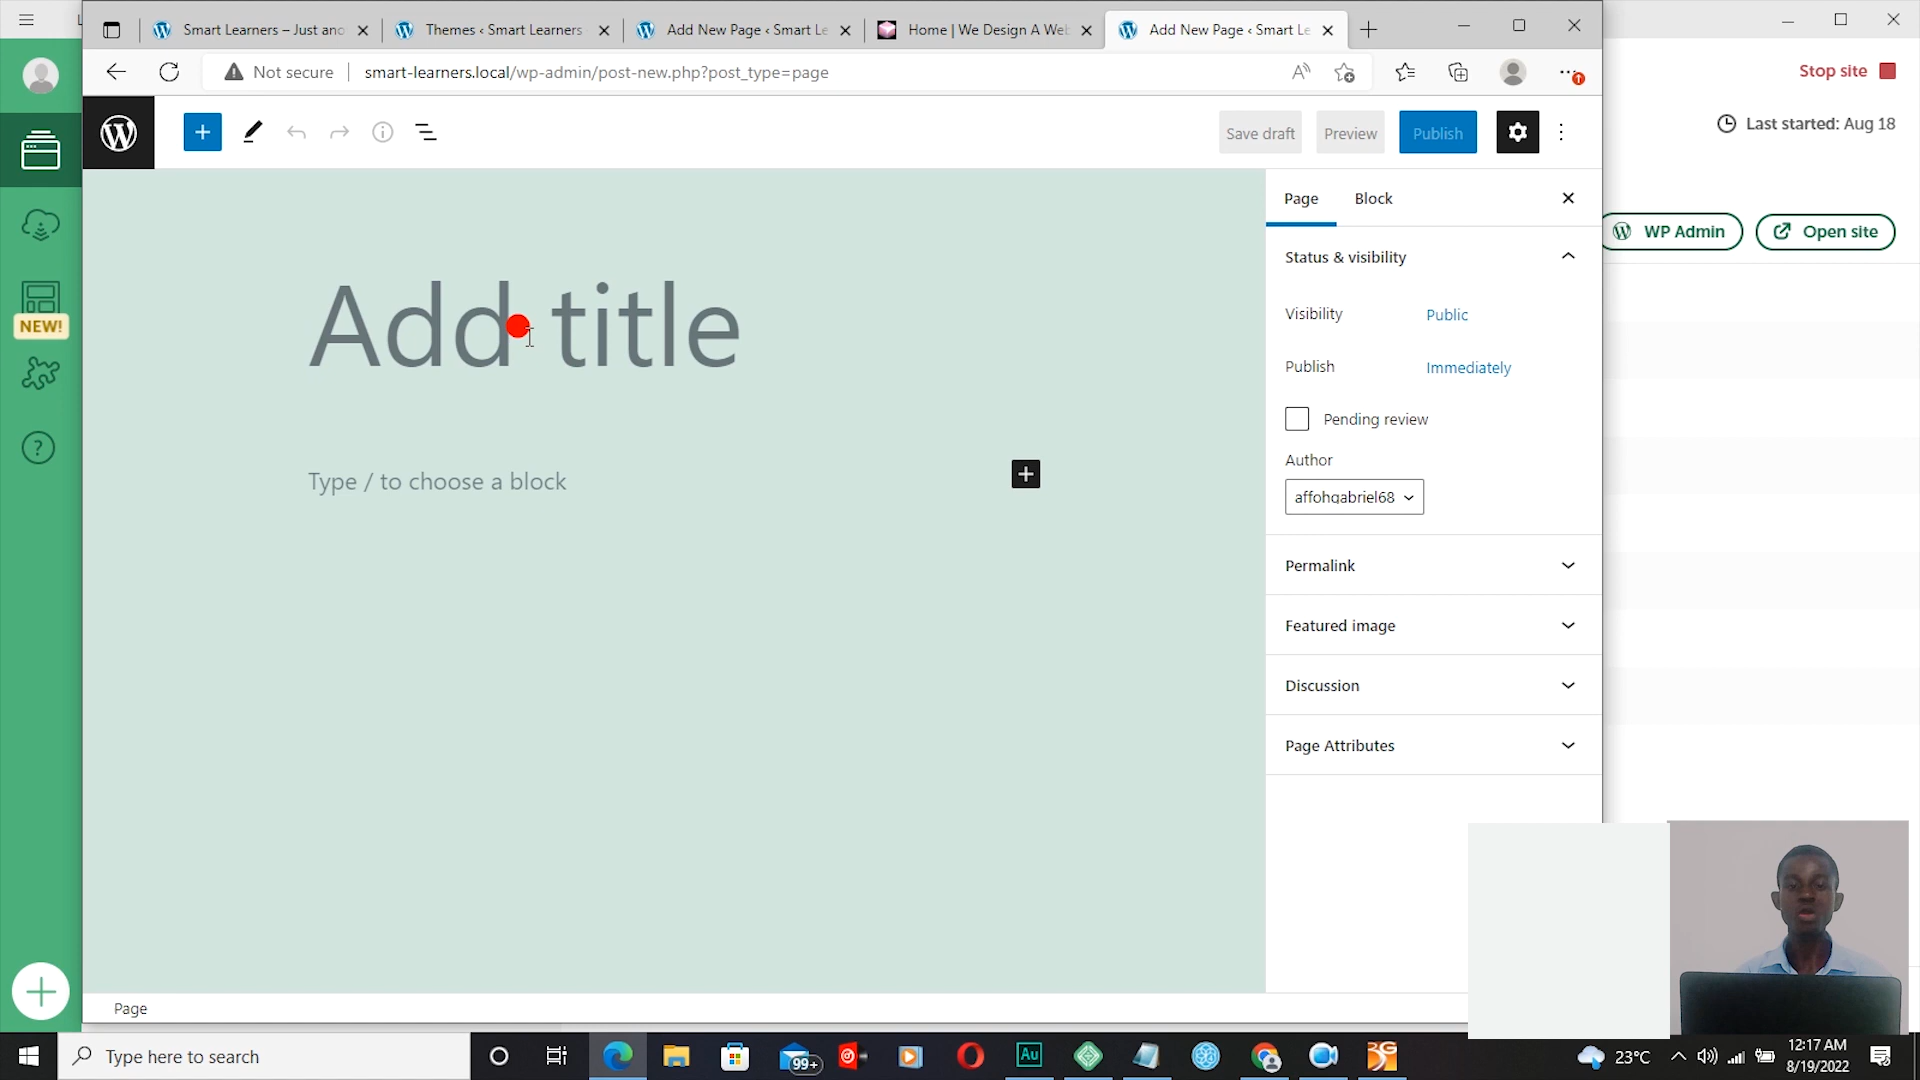 Smart Learners – Just ano
Themes ‹ Smart Learners
Add New Page ‹ Smart Le
Home | We Design A Web
Add New Page ‹ Smart Le
Not secure
smart-learners.local/wp-admin/post-new.php?post_type=page
Stop site
Last started: Aug 18
Save draft
Preview
Publish
WP Admin
Open site
Page
Block
Status & visibility
Visibility
Public
Publish
Immediately
Pending review
Author
affohgabriel68
Permalink
Featured image
Discussion
Page Attributes
Add title
Type / to choose a block
NEW!
Page
Type here to search
99+
Au
23°C
12:17 AM
8/19/2022